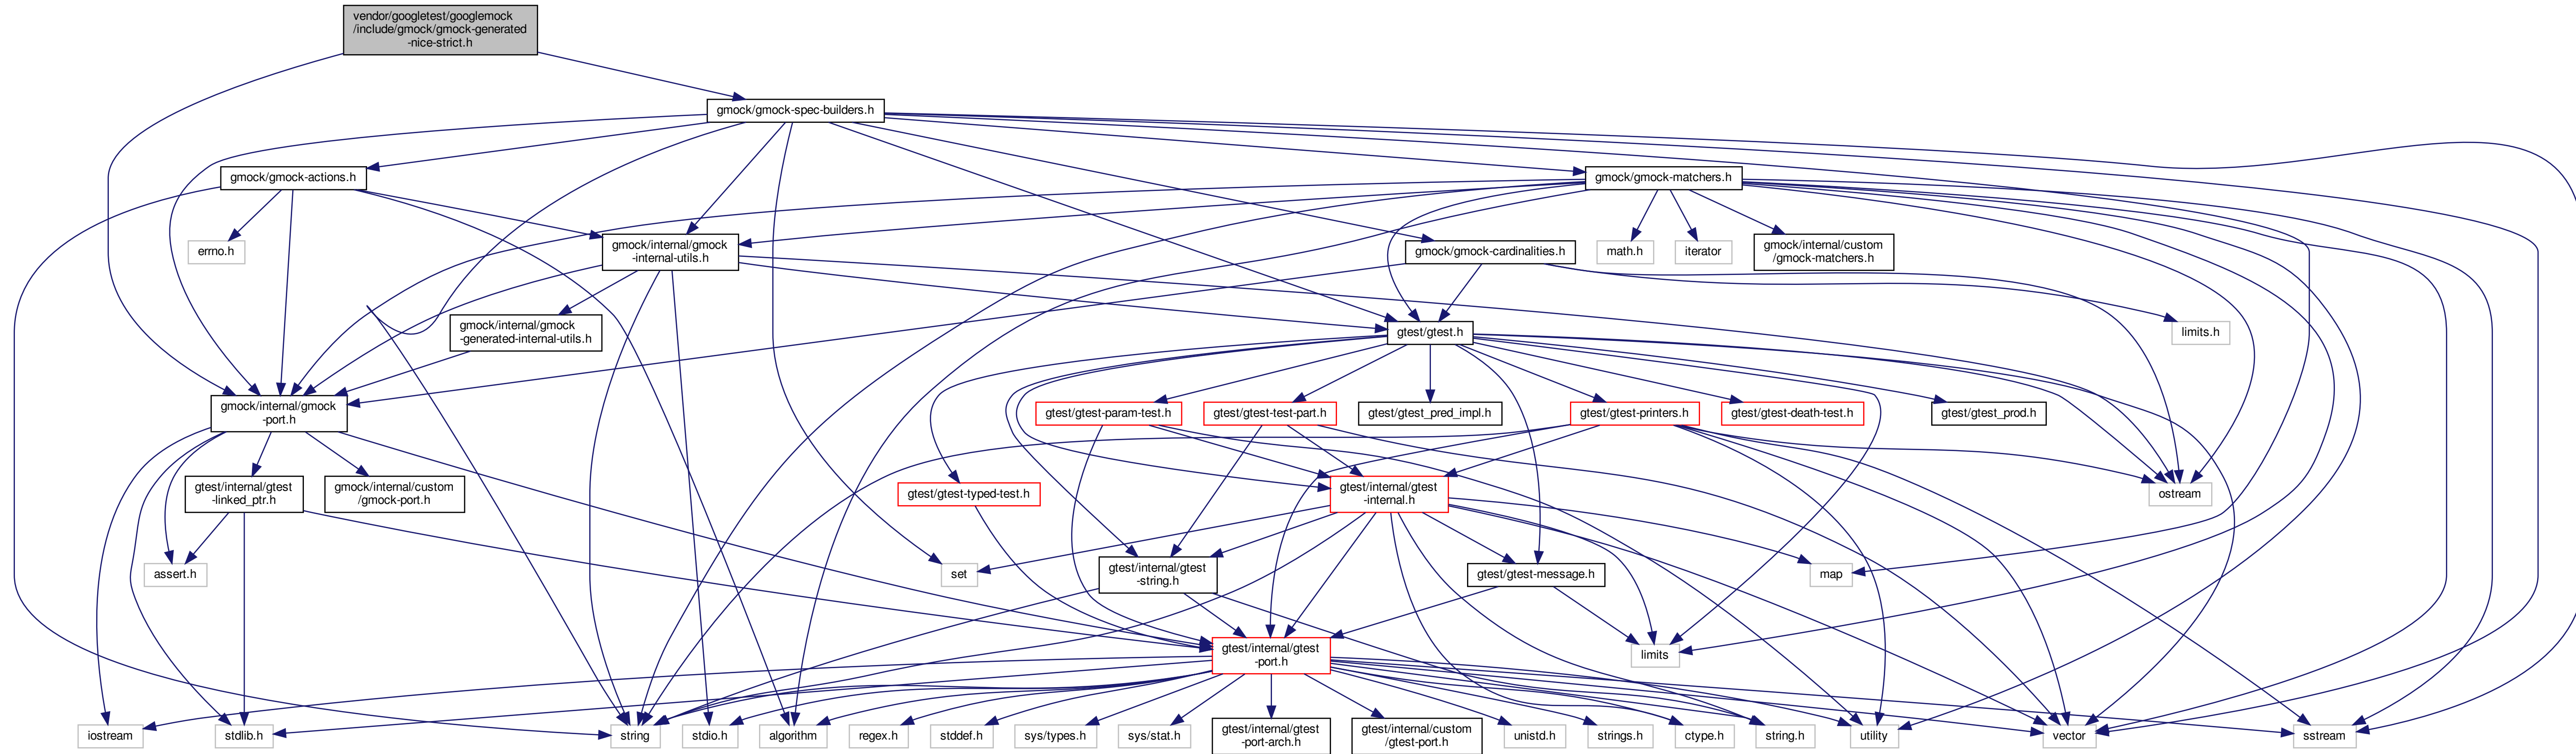 vendor/googletest/googlemock
/include/gmock/gmock-generated
-nice-strict.h
gmock/gmock-spec-builders.h
gmock/gmock-actions.h
gmock/gmock-matchers.h
errno.h
gmock/internal/gmock
-internal-utils.h
gmock/gmock-cardinalities.h
math.h
iterator
gmock/internal/custom
/gmock-matchers.h
gmock/internal/gmock
-generated-internal-utils.h
gtest/gtest.h
limits.h
gmock/internal/gmock
-port.h
gtest/gtest-param-test.h
gtest/gtest-test-part.h
gtest/gtest_pred_impl.h
gtest/gtest-printers.h
gtest/gtest-death-test.h
gtest/gtest_prod.h
gtest/internal/gtest
-linked_ptr.h
gmock/internal/custom
/gmock-port.h
gtest/gtest-typed-test.h
gtest/internal/gtest
-internal.h
ostream
assert.h
set
gtest/internal/gtest
-string.h
gtest/gtest-message.h
map
gtest/internal/gtest
-port.h
limits
iostream
stdlib.h
string
stdio.h
algorithm
regex.h
stddef.h
sys/types.h
sys/stat.h
gtest/internal/gtest
-port-arch.h
gtest/internal/custom
/gtest-port.h
unistd.h
strings.h
ctype.h
string.h
utility
vector
sstream